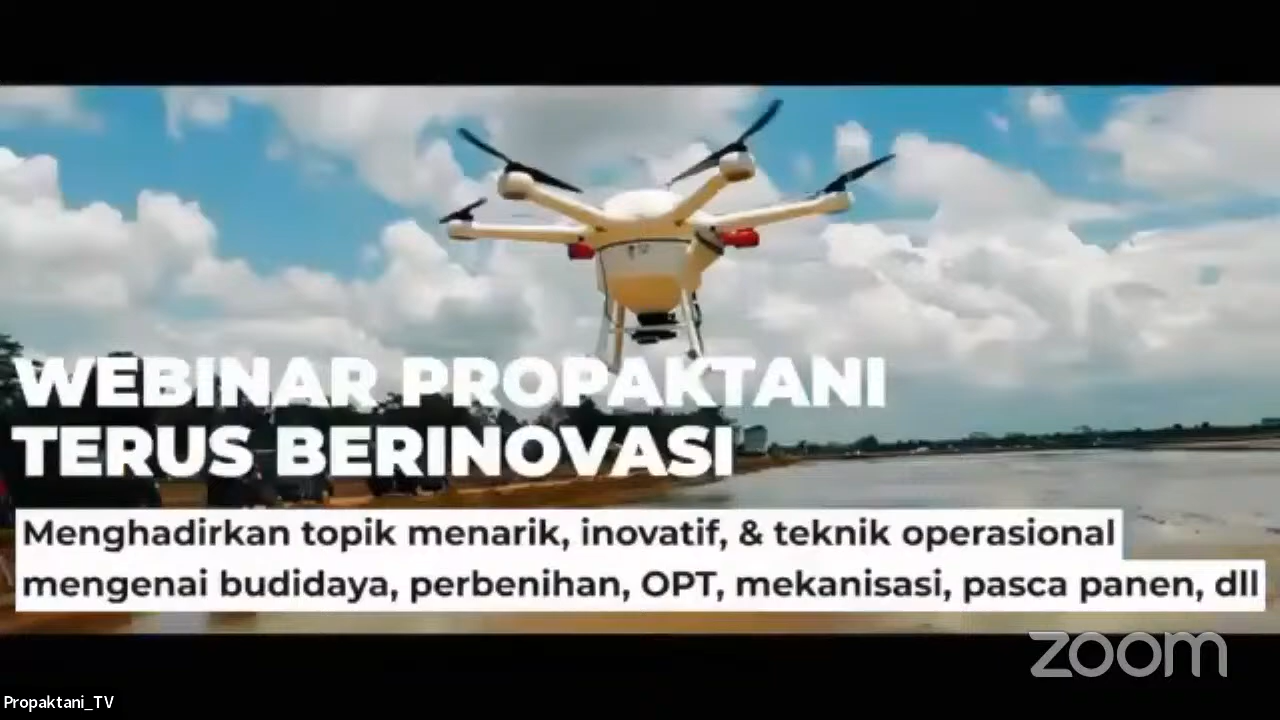 WEBINAR PROPAKTANI
TERUS BERINOVASI
Menghadirkan topik menarik, inovatif, & teknik operasional
mengenai budidaya, perbenihan, OPT, mekanisasi, pasca panen, dll
zoom
Propaktani_TV